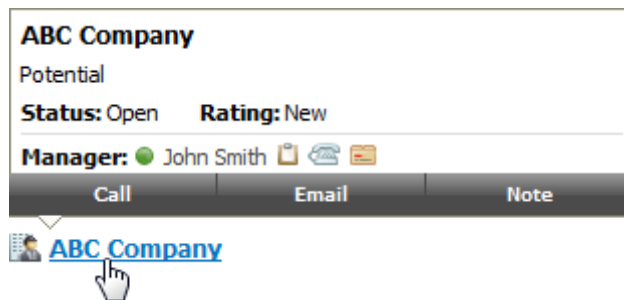 ABC Company
Potential
Status: Open Rating: New
Manager: John Smith
Call Email Note
ABC Company